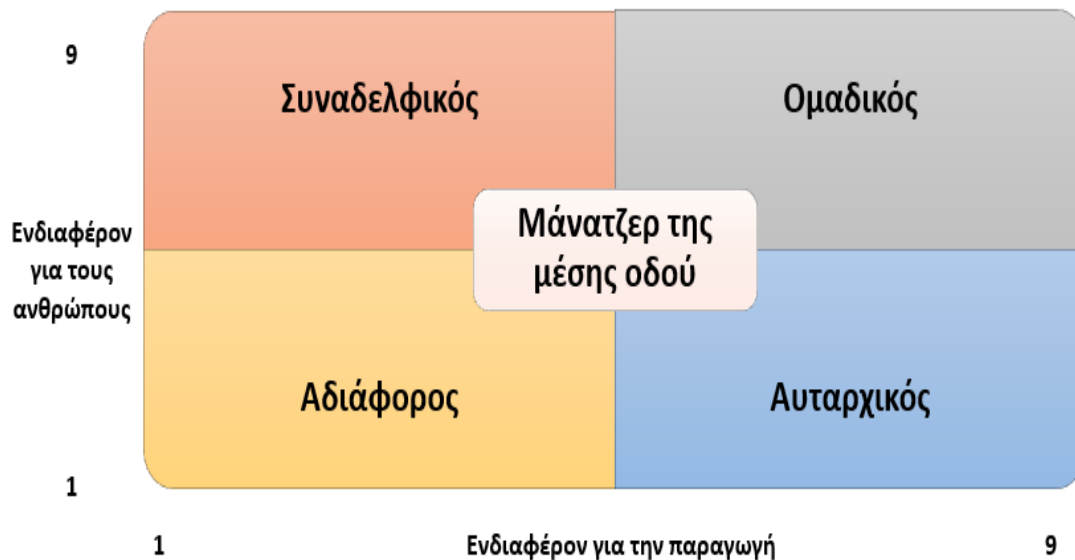 9
Συναδελφικός
Ομαδικός
Ενδιαφέρον
για τους
ανθρώπους
Μάνατζερ της
μέσης οδού
Αδιάφορος
Αυταρχικός
1
1
Ενδιαφέρον για την παραγωγή
9